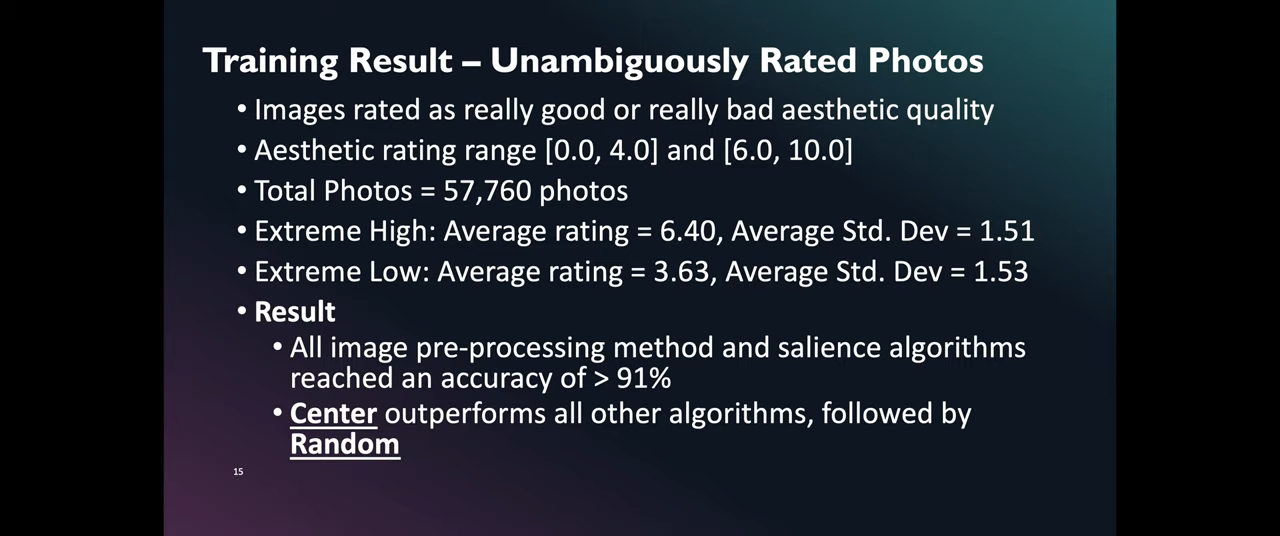 Training Result – Unambiguously Rated Photos
• Images rated as really good or really bad aesthetic quality
• Aesthetic rating range [0.0, 4.0] and [6.0, 10.0]
• Total Photos = 57,760 photos
• Extreme High: Average rating = 6.40, Average Std. Dev = 1.51
• Extreme Low: Average rating = 3.63, Average Std. Dev = 1.53
• Result
• All image pre-processing method and salience algorithms
reached an accuracy of > 91%
• Center outperforms all other algorithms, followed by
Random
15